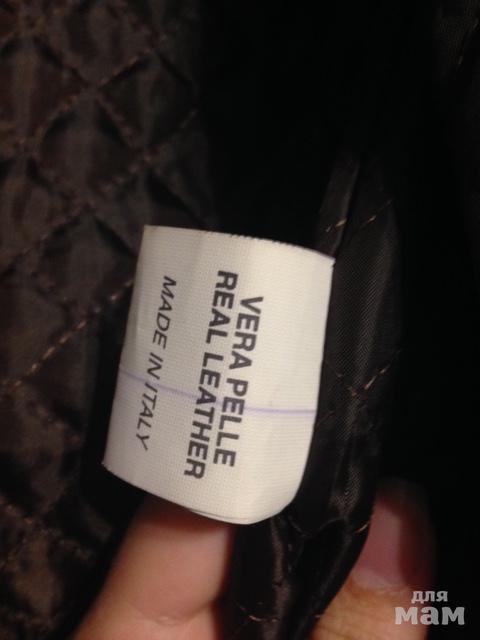 VERA PELLE
REAL LEATHER
MADE IN ITALY
для
мам